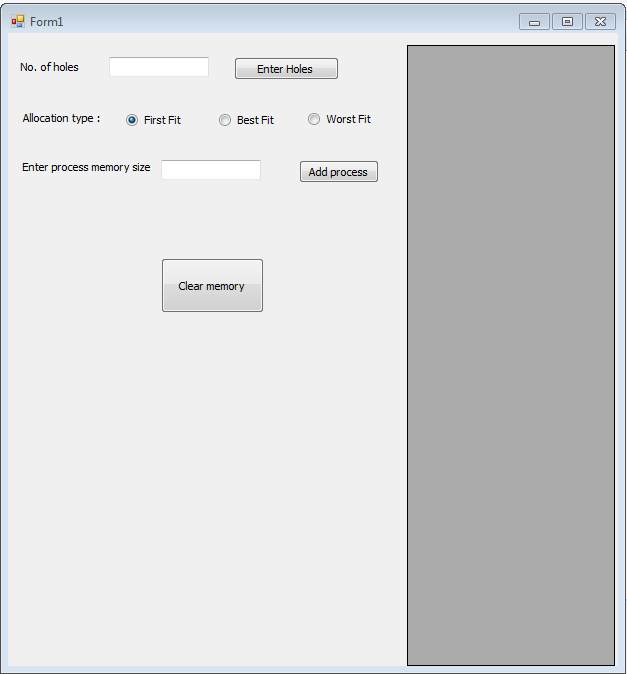 Form1
No. of holes Enter Holes
Allocation type : First Fit Best Fit Worst Fit
Enter process memory size Add process
Clear memory